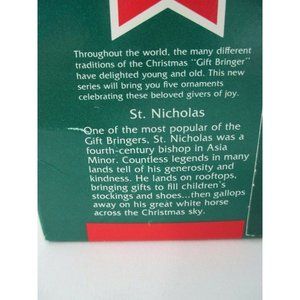 Throughout the world, the many different
traditions of the Christmas "Gift Bringer"
have delighted young and old. This new
series will bring you five ornaments
celebrating these beloved givers of joy.
St. Nicholas
One of the most popular of the
Gift Bringers, St. Nicholas was a
fourth-century bishop in Asia
Minor. Countless legends in many
lands tell of his generosity and
kindness. He lands on rooftops,
bringing gifts to fill children's
stockings and shoes...then gallops
away on his great white horse
across the Christmas sky.